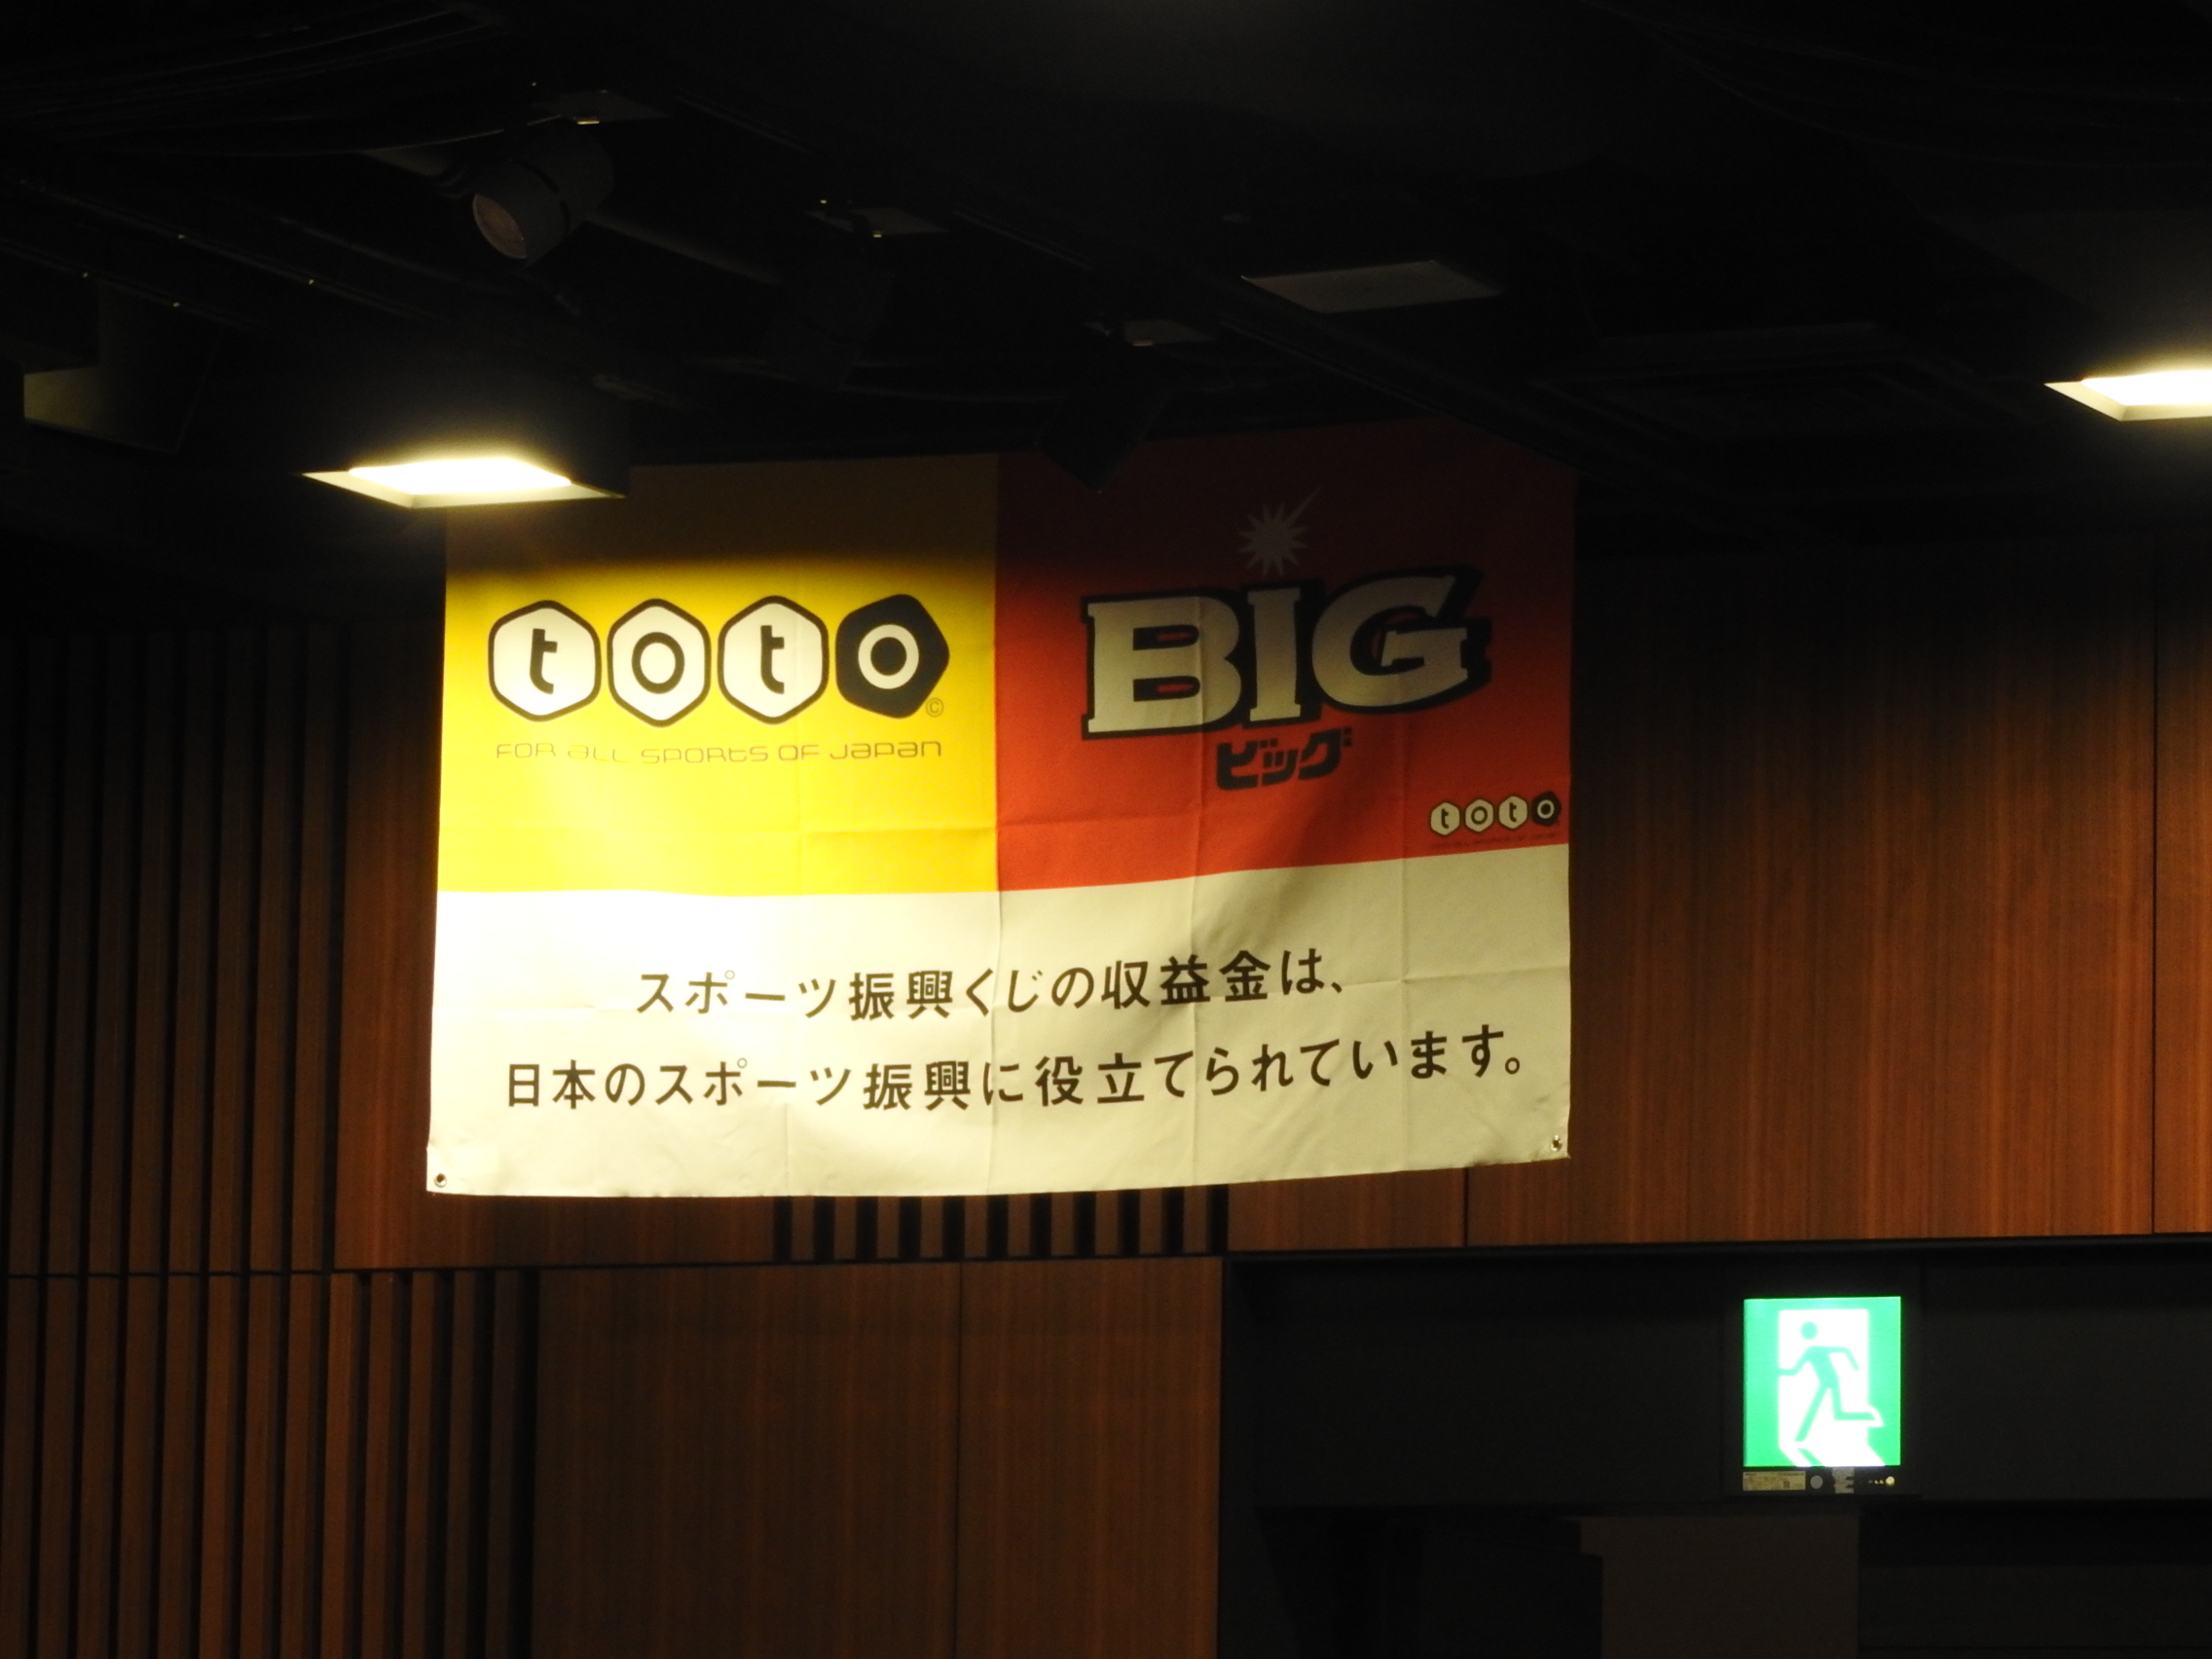 toto
FOR ALL SPORTS OF JAPAN
BIG
ビッグ
toto
スポーツ振興くじの収益金は、
日本のスポーツ振興に役立てられています。